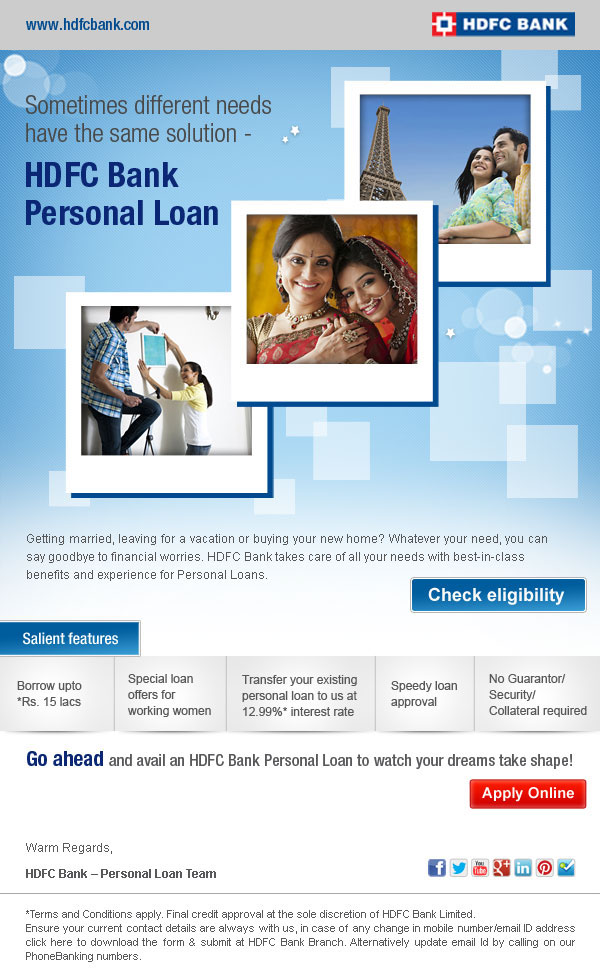 www.hdfcbank.com
HDFC BANK
Sometimes different needs
have the same solution -
HDFC Bank
Personal Loan
Getting married, leaving for a vacation or buying your new home? Whatever your need, you can
say goodbye to financial worries. HDFC Bank takes care of all your needs with best-in-class
benefits and experience for Personal Loans.
Check eligibility
Salient features
Borrow upto
*Rs. 15 lacs
Special loan
offers for
working women
Transfer your existing
personal loan to us at
12.99%* interest rate
Speedy loan
approval
No Guarantor/
Security/
Collateral required
Go ahead and avail an HDFC Bank Personal Loan to watch your dreams take shape!
Apply Online
Warm Regards,
HDFC Bank – Personal Loan Team
*Terms and Conditions apply. Final credit approval at the sole discretion of HDFC Bank Limited.
Ensure your current contact details are always with us, in case of any change in mobile number/email ID address
click here to download the form & submit at HDFC Bank Branch. Alternatively update email Id by calling on our
PhoneBanking numbers.